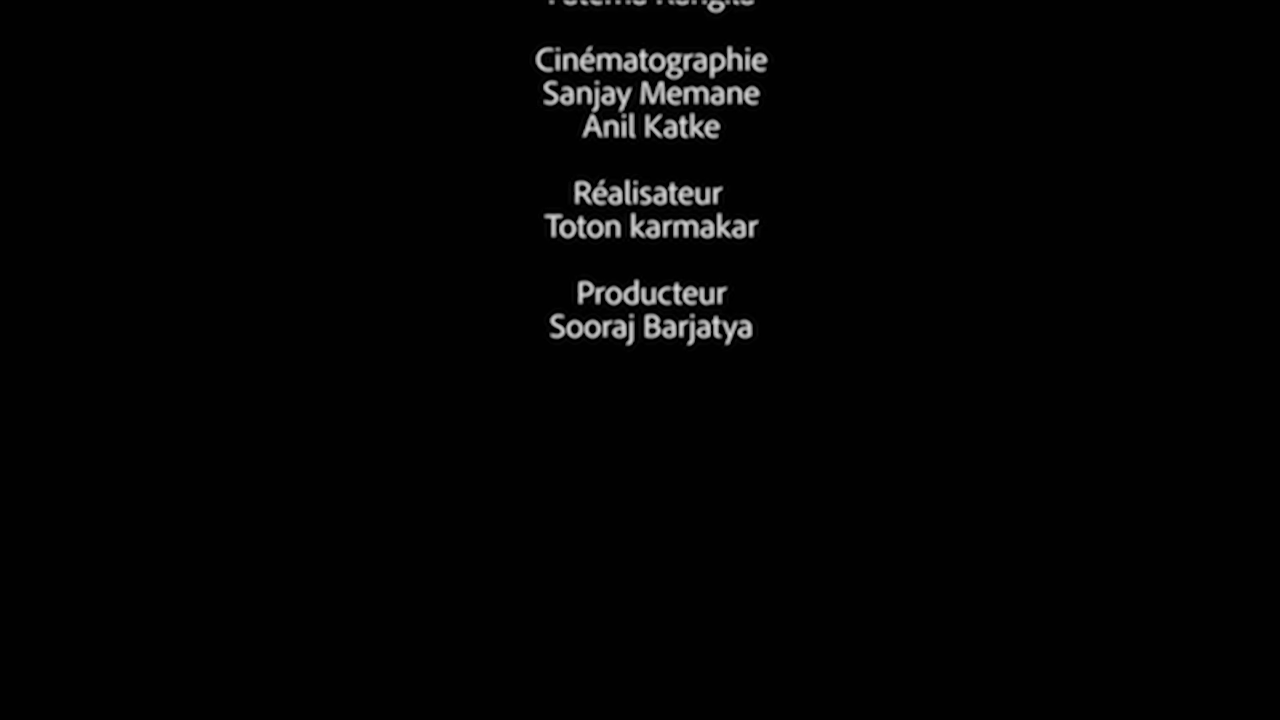 Cinématographie
Sanjay Memane
Anil Katke
Réalisateur
Toton karmakar
Producteur
Sooraj Barjatya